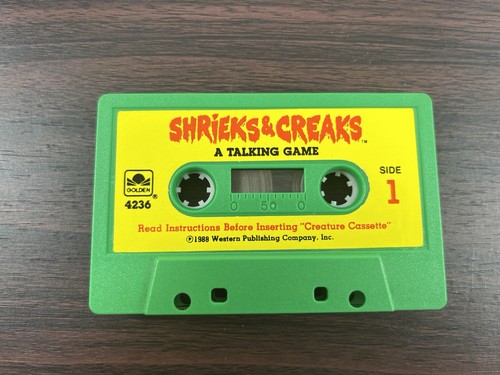 SHRiEKS & CREAKS™
A TALKING GAME
SIDE
1
GOLDEN®
4236
0 50 0
Read Instructions Before Inserting "Creature Cassette"
℗1988 Western Publishing Company, Inc.